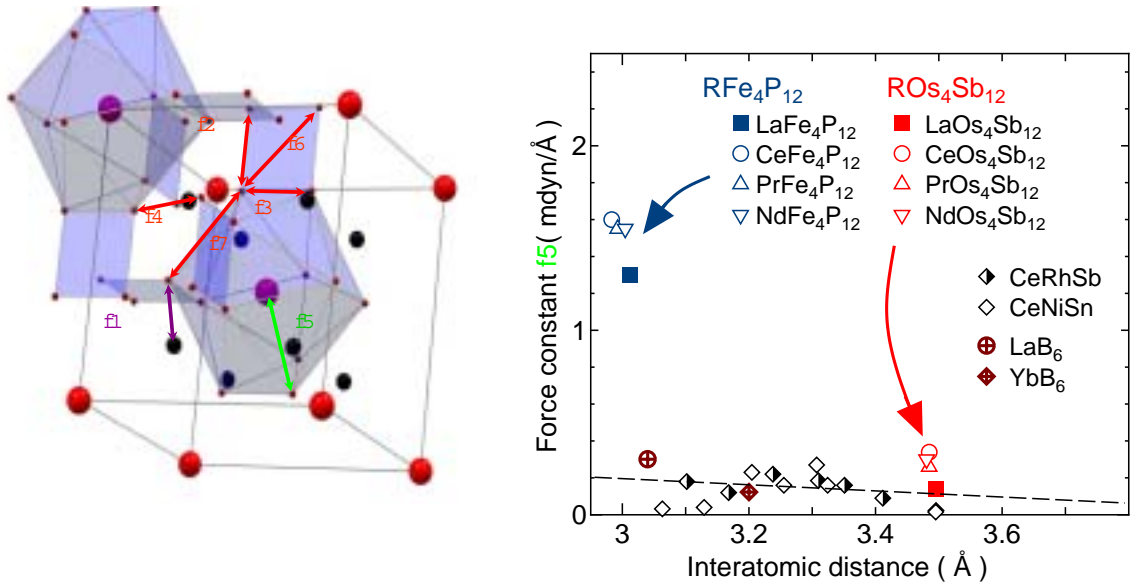 f2
f6
f4
f3
f7
f1
f5
RFe₄P₁₂
LaFe₄P₁₂
CeFe₄P₁₂
PrFe₄P₁₂
NdFe₄P₁₂
ROs₄Sb₁₂
LaOs₄Sb₁₂
CeOs₄Sb₁₂
PrOs₄Sb₁₂
NdOs₄Sb₁₂
CeRhSb
CeNiSn
LaB₆
YbB₆
Force constant f5( mdyn/Å)
2
1
0
3
3.2
3.4
3.6
Interatomic distance ( Å )